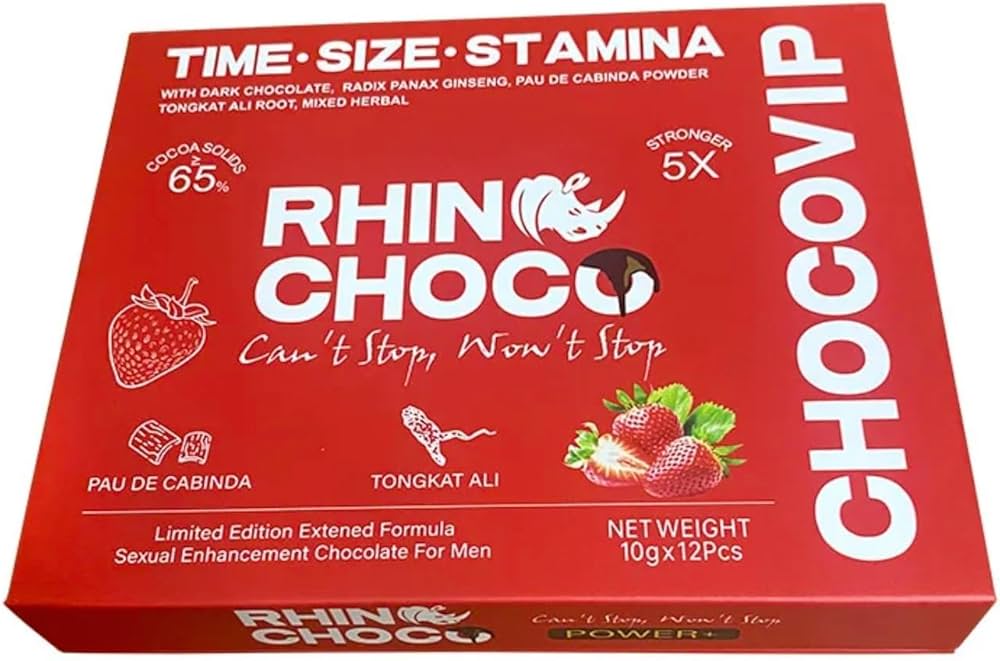 TIME·SIZE·STAMINA
WITH DARK CHOCOLATE, RADIX PANAX GINSENG, PAU DE CABINDA POWDER
TONGKAT ALI ROOT, MIXED HERBAL
COCOA SOLIDS
≥
65%
STRONGER
5X
RHINO
CHOCO
Can't Stop, Won't Stop
PAU DE CABINDA
TONGKAT ALI
Limited Edition Extened Formula
Sexual Enhancement Chocolate For Men
NET WEIGHT
10gx12Pcs
CHOCOVIP
RHINO
CHOCO
Can't Stop, Won't Stop
POWER+